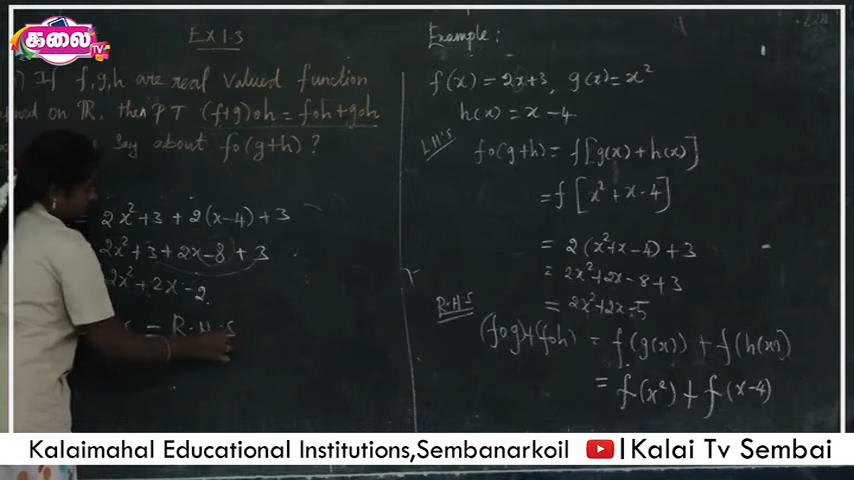 கலை TV
EX 1.3
If f,g,h are real valued function
on ℝ, then PT (f+g)oh = foh+goh
Say about fo(g+h) ?
2x²+3 + 2(x-4)+3
2x²+3+2x-8+3
2x²+2x-2
= R.H.S
Example :
f(x) = 2x+3, g(x)=x²
h(x) = x-4
LHS
fo(g+h) = f[g(x)+h(x)]
= f[x²+x-4]
= 2(x²+x-4)+3
= 2x²+2x-8+3
= 2x²+2x-5
R.H.S
(fog)+(foh) = f(g(x)) + f(h(x))
= f(x²) + f(x-4)
Kalaimahal Educational Institutions,Sembanarkoil |Kalai Tv Sembai